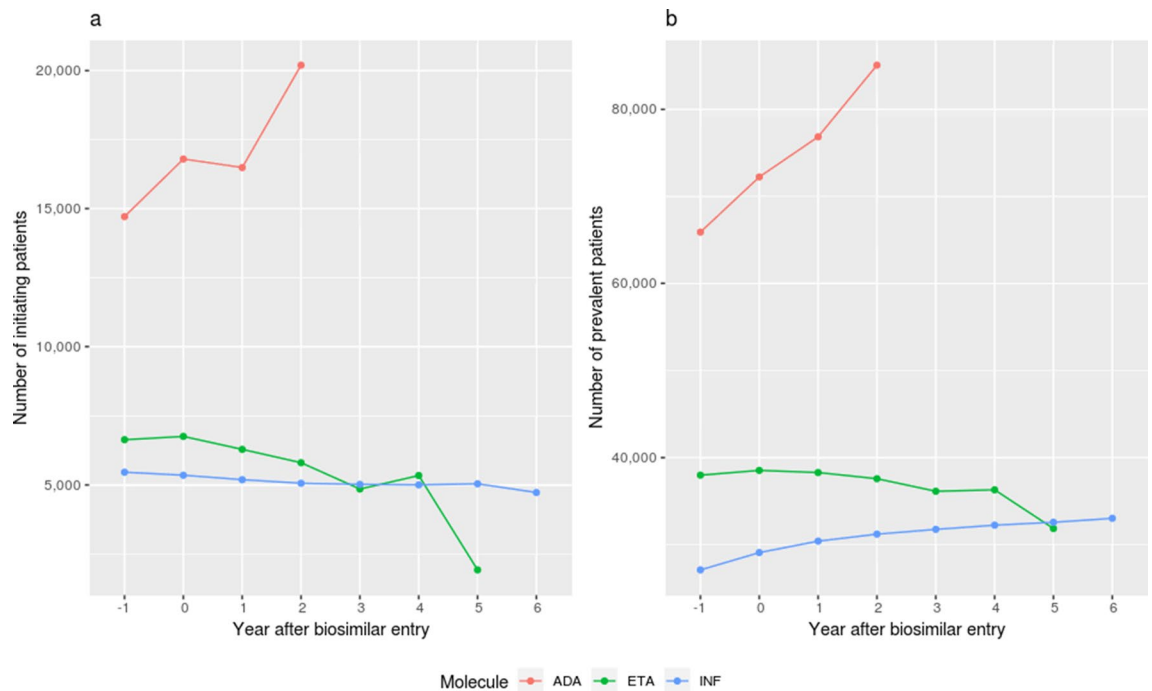 a
Number of initiating patients
20,000
15,000
10,000
5,000
-1 0 1 2 3 4 5 6
Year after biosimilar entry
b
Number of prevalent patients
80,000
60,000
40,000
-1 0 1 2 3 4 5 6
Year after biosimilar entry
Molecule ADA ETA INF